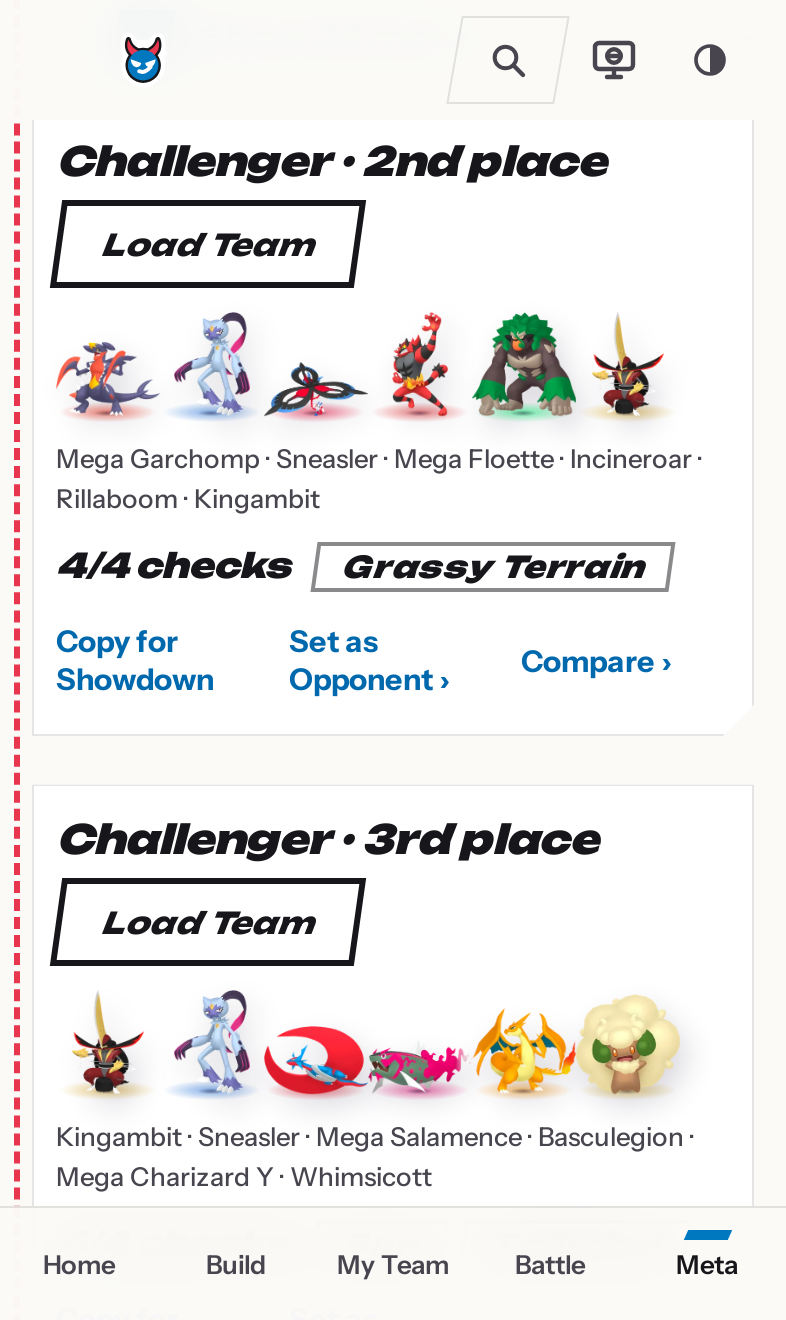 Challenger · 2nd place
Load Team
Mega Garchomp · Sneasler · Mega Floette · Incineroar ·
Rillaboom · Kingambit
4/4 checks
Grassy Terrain
Copy for
Showdown
Set as
Opponent ›
Compare ›
Challenger · 3rd place
Load Team
Kingambit · Sneasler · Mega Salamence · Basculegion ·
Mega Charizard Y · Whimsicott
Home
Build
My Team
Battle
Meta